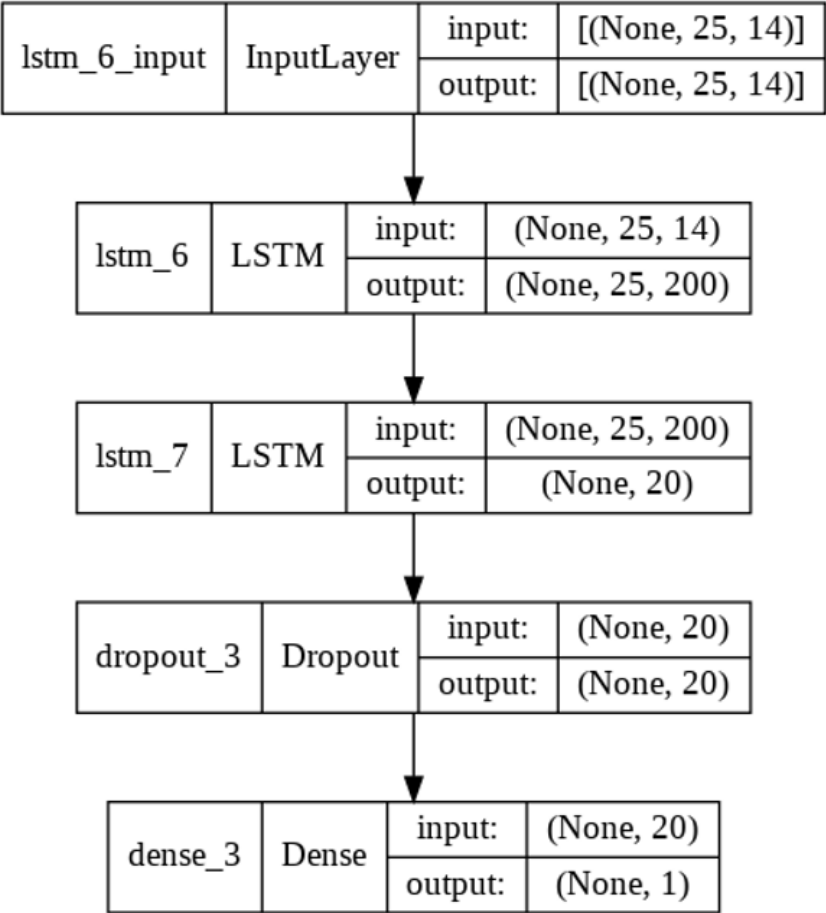 lstm_6_input InputLayer input: [(None, 25, 14)]
output: [(None, 25, 14)]
lstm_6 LSTM input: (None, 25, 14)
output: (None, 25, 200)
lstm_7 LSTM input: (None, 25, 200)
output: (None, 20)
dropout_3 Dropout input: (None, 20)
output: (None, 20)
dense_3 Dense input: (None, 20)
output: (None, 1)